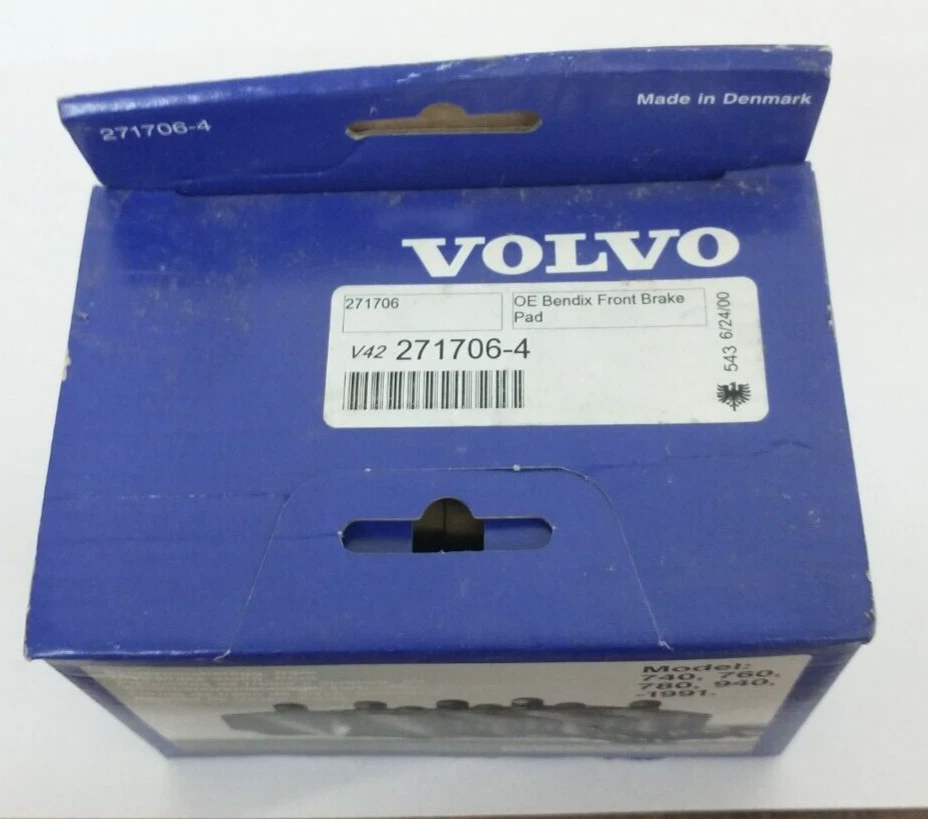 271706-4
Made in Denmark
VOLVO
271706
OE Bendix Front Brake
Pad
V42 271706-4
543 6/24/00
Model:
740, 760,
780, 940,
-1991-